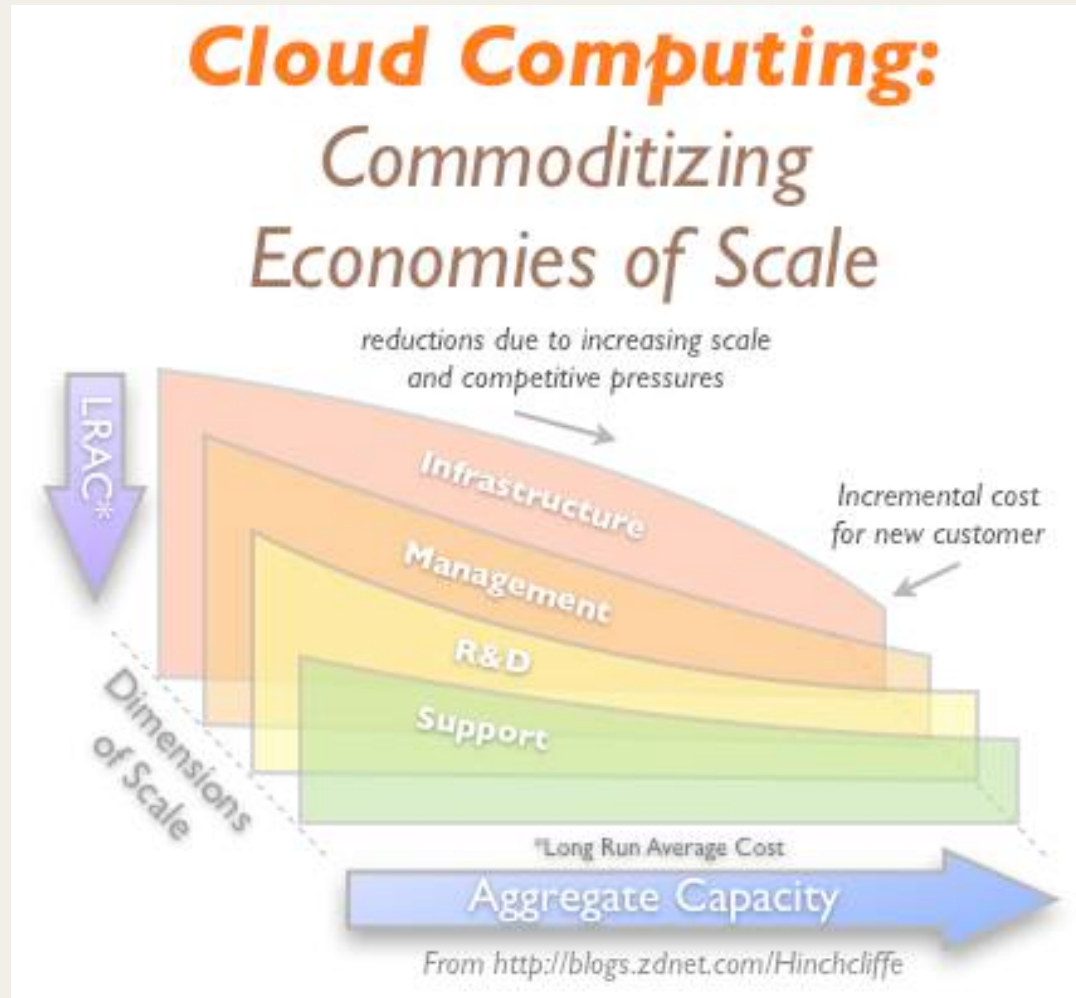 Cloud Computing:
Commoditizing
Economies of Scale
reductions due to increasing scale
and competitive pressures
LRAC*
Infrastructure
Incremental cost
for new customer
Management
R&D
Support
Dimensions
of Scale
*Long Run Average Cost
Aggregate Capacity
From http://blogs.zdnet.com/Hinchcliffe